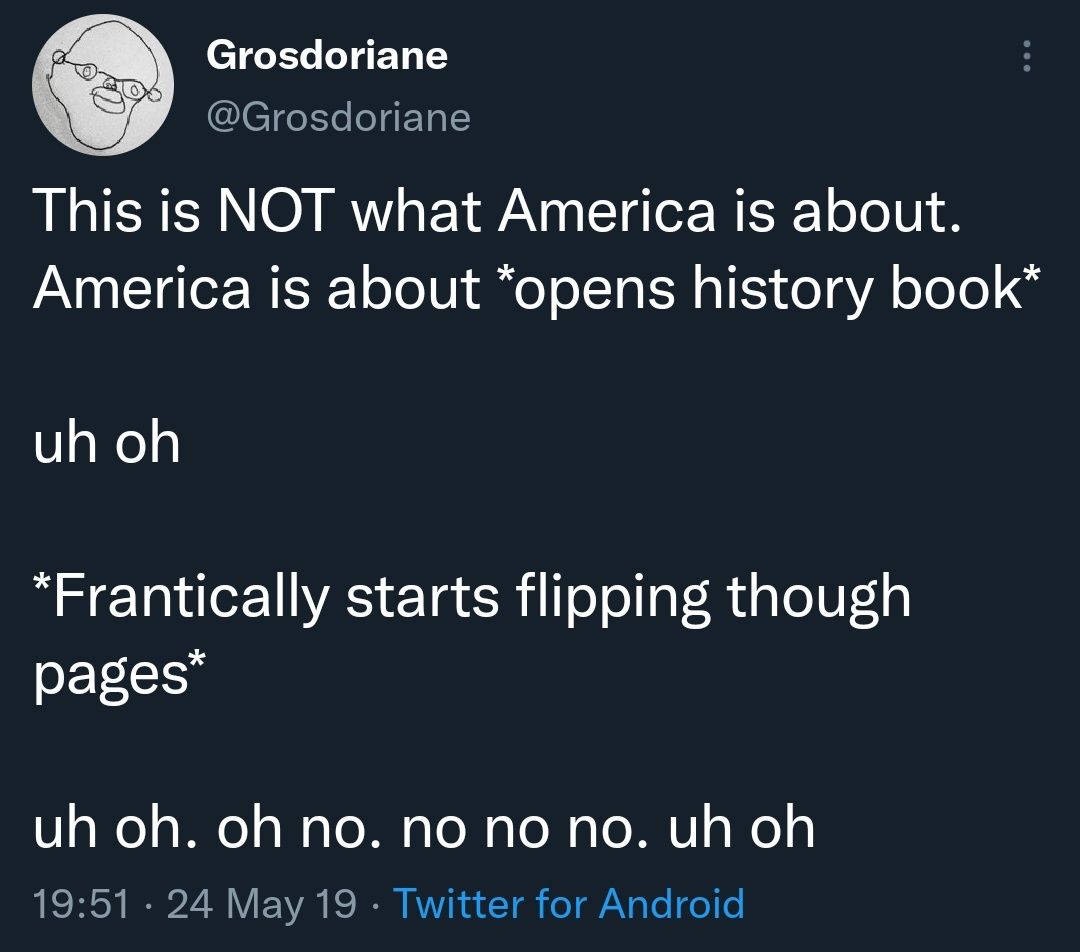 Grosdoriane
@Grosdoriane
This is NOT what America is about.
America is about *opens history book*
uh oh
*Frantically starts flipping though
pages*
uh oh. oh no. no no no. uh oh
19:51 · 24 May 19 · Twitter for Android